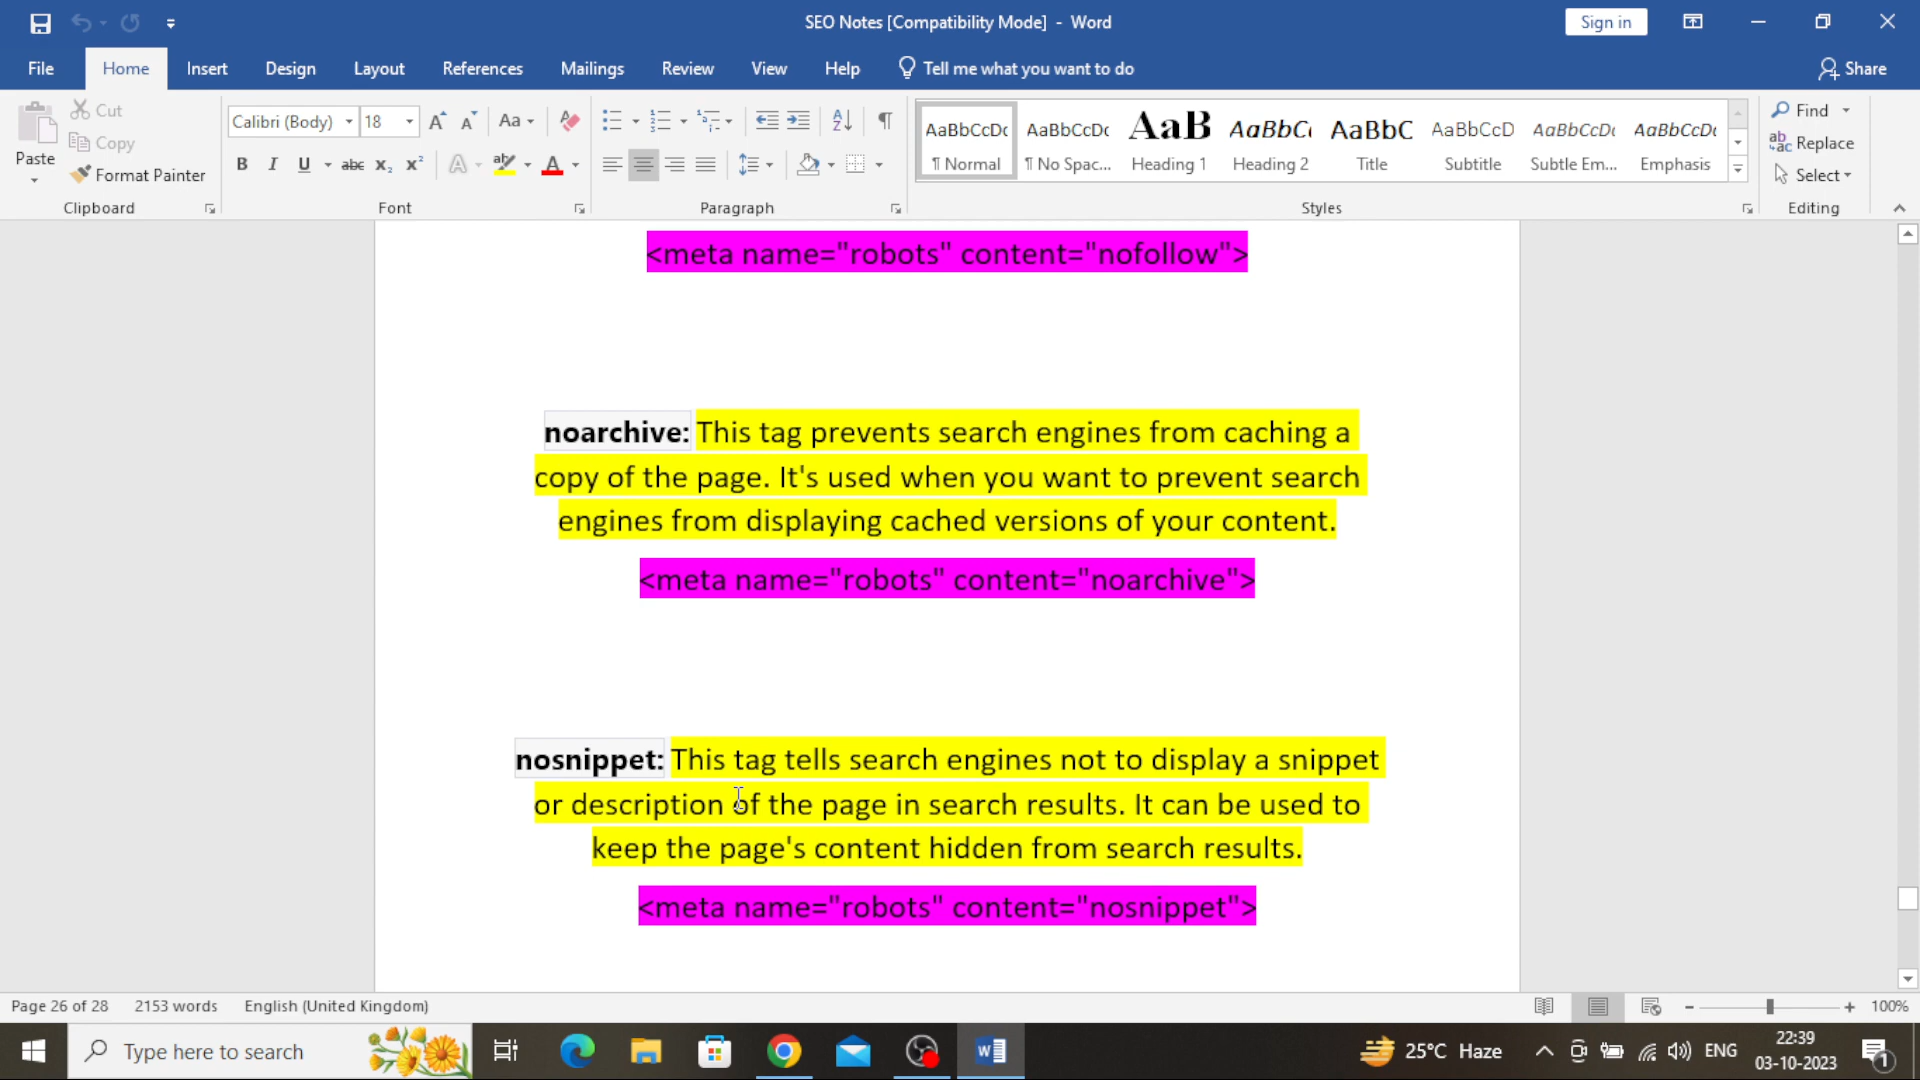 SEO Notes [Compatibility Mode] - Word
Sign in
File Home Insert Design Layout References Mailings Review View Help Tell me what you want to do Share
Paste
Cut
Copy
Format Painter
Calibri (Body) 18 Aa
B I U abc X₂ X² A A
AaBbCcDc AaBbCcDc AaB AaBbC AaBbC AaBbCcD AaBbCcDc AaBbCcDc
¶ Normal ¶ No Spac... Heading 1 Heading 2 Title Subtitle Subtle Em... Emphasis
Find
Replace
Select
Clipboard Font Paragraph Styles Editing
<meta name="robots" content="nofollow">
noarchive: This tag prevents search engines from caching a
copy of the page. It's used when you want to prevent search
engines from displaying cached versions of your content.
<meta name="robots" content="noarchive">
nosnippet: This tag tells search engines not to display a snippet
or description of the page in search results. It can be used to
keep the page's content hidden from search results.
<meta name="robots" content="nosnippet">
Page 26 of 28 2153 words English (United Kingdom) 100%
Type here to search
25°C Haze
ENG
22:39
03-10-2023
1